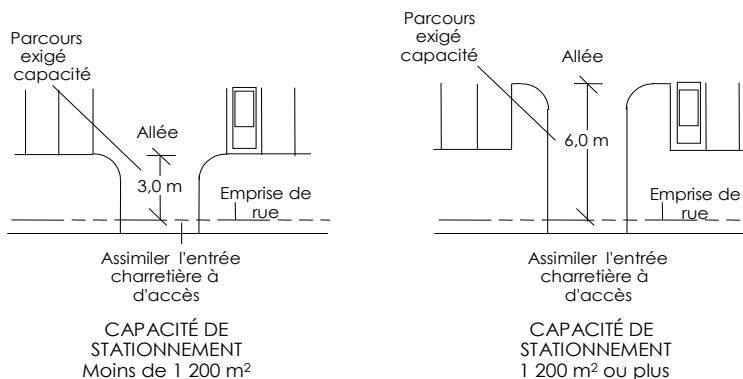 Parcours
exigé
capacité
Allée
3,0 m
Emprise de
rue
Assimiler l'entrée
charretière à
d'accès
CAPACITÉ DE
STATIONNEMENT
Moins de 1 200 m²
Parcours
exigé
capacité
Allée
6,0 m
Emprise de
rue
Assimiler l'entrée
charretière à
d'accès
CAPACITÉ DE
STATIONNEMENT
1 200 m² ou plus